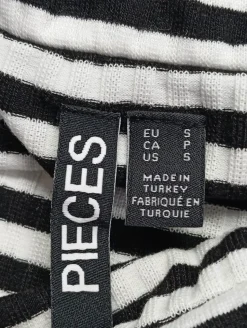 PIECES
EU S
CA P
US S
MADE IN
TURKEY
FABRIQUÉ EN
TURQUIE